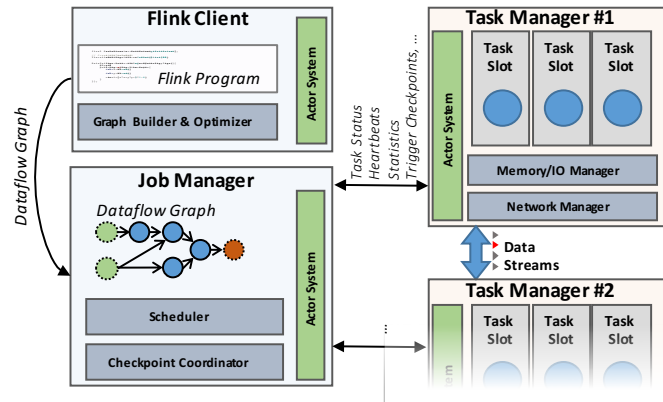 Flink Client
Flink Program
Graph Builder & Optimizer
Actor System
Dataflow Graph
Job Manager
Dataflow Graph
Scheduler
Checkpoint Coordinator
Actor System
Task Status
Heartbeats
Statistics
Trigger Checkpoints, ...
...
Task Manager #1
Actor System
Task
Slot
Task
Slot
Task
Slot
Memory/IO Manager
Network Manager
Data
Streams
Task Manager #2
Actor System
Task
Slot
Task
Slot
Task
Slot